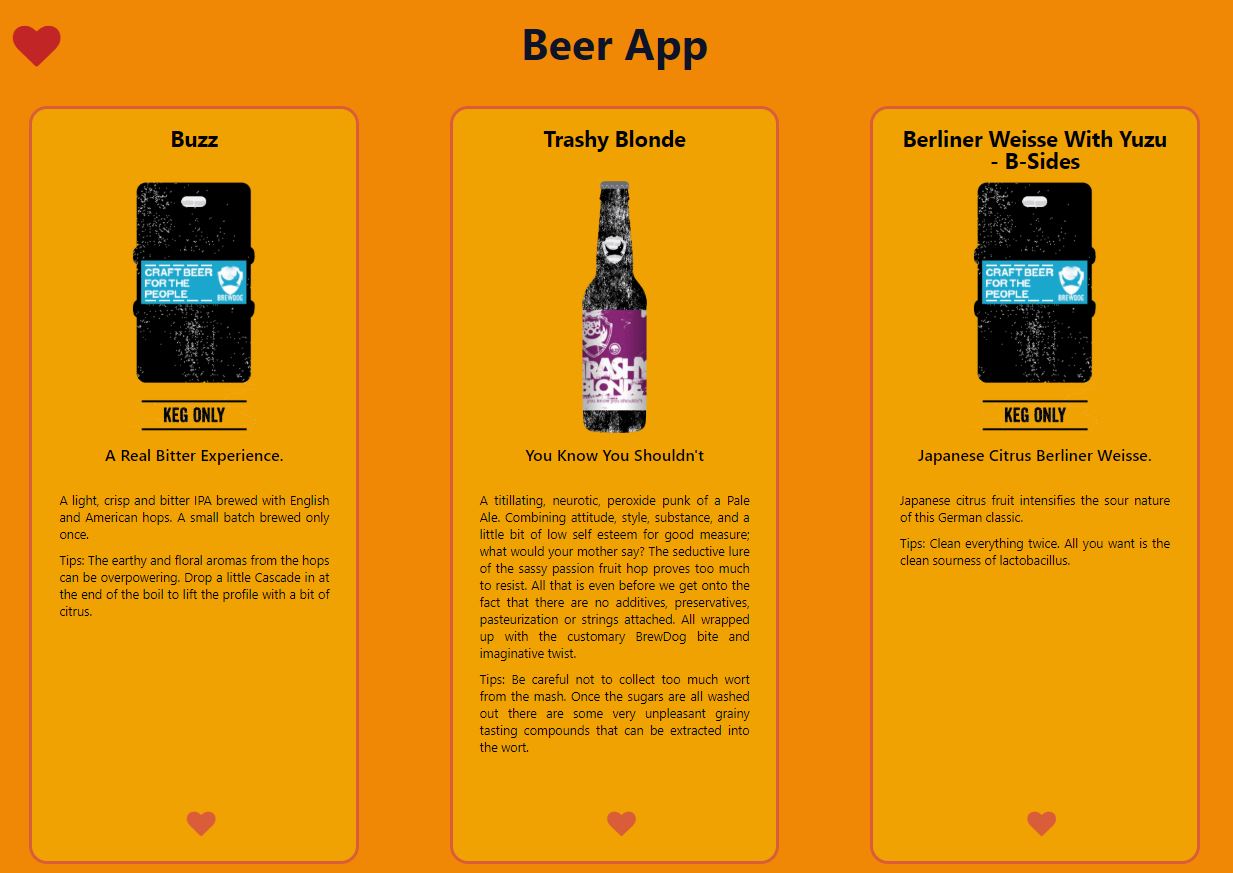 Beer App
Buzz
CRAFT BEER
FOR THE
PEOPLE
BREWDOG
KEG ONLY
A Real Bitter Experience.
A light, crisp and bitter IPA brewed with English
and American hops. A small batch brewed only
once.
Tips: The earthy and floral aromas from the hops
can be overpowering. Drop a little Cascade in at
the end of the boil to lift the profile with a bit of
citrus.
Trashy Blonde
BREW
DOG
TRASHY
BLONDE
you know you shouldn't
You Know You Shouldn't
A titillating, neurotic, peroxide punk of a Pale
Ale. Combining attitude, style, substance, and a
little bit of low self esteem for good measure;
what would your mother say? The seductive lure
of the sassy passion fruit hop proves too much
to resist. All that is even before we get onto the
fact that there are no additives, preservatives,
pasteurization or strings attached. All wrapped
up with the customary BrewDog bite and
imaginative twist.
Tips: Be careful not to collect too much wort
from the mash. Once the sugars are all washed
out there are some very unpleasant grainy
tasting compounds that can be extracted into
the wort.
Berliner Weisse With Yuzu
- B-Sides
CRAFT BEER
FOR THE
PEOPLE
BREWDOG
KEG ONLY
Japanese Citrus Berliner Weisse.
Japanese citrus fruit intensifies the sour nature
of this German classic.
Tips: Clean everything twice. All you want is the
clean sourness of lactobacillus.